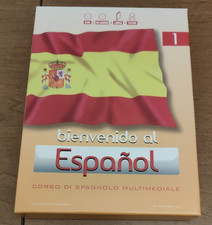 1
bienvenido al
Español
CORSO DI SPAGNOLO MULTIMEDIALE